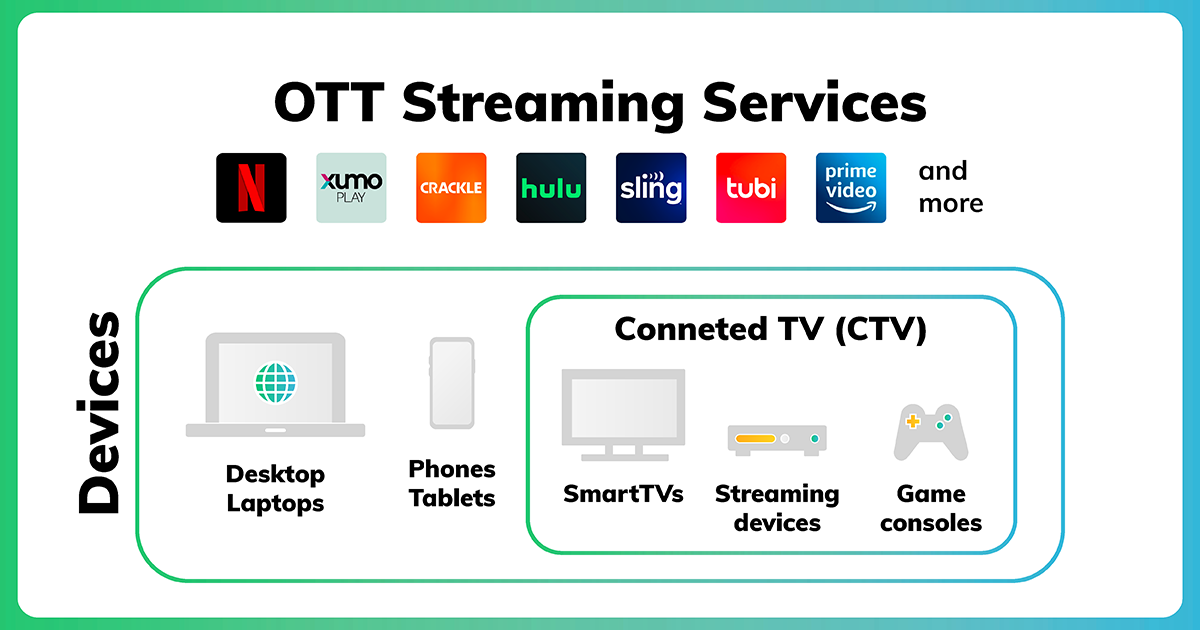 OTT Streaming Services
N
xumo
PLAY
CRACKLE
hulu
sling
tubi
prime
video
and
more
Devices
Desktop
Laptops
Phones
Tablets
Conneted TV (CTV)
SmartTVs
Streaming
devices
Game
consoles